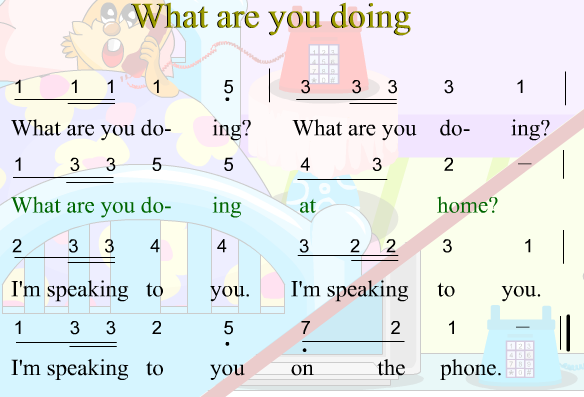 What are you doing
1 1 1 1 5 | 3 3 3 3 1 |
What are you do- ing? What are you do- ing?
1 3 3 5 5 4 3 2 – |
What are you do- ing at home?
2 3 3 4 4 3 2 2 3 1 |
I'm speaking to you. I'm speaking to you.
1 3 3 2 5 7 2 1 – ‖
I'm speaking to you on the phone.